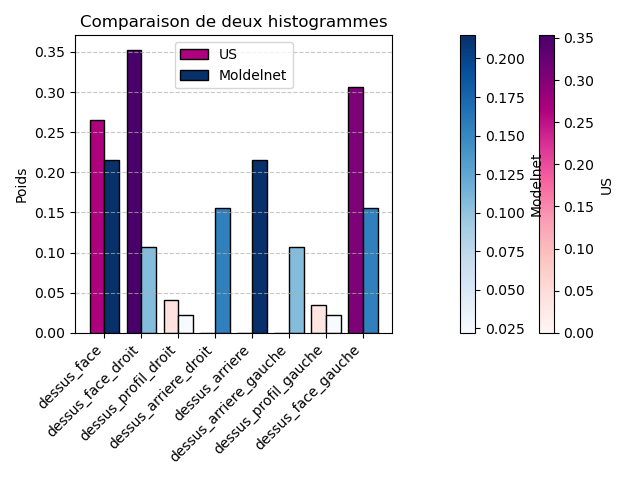 Comparaison de deux histogrammes
US
Moldelnet
Poids
0.35
0.30
0.25
0.20
0.15
0.10
0.05
0.00
dessus_face
dessus_face_droit
dessus_profil_droit
dessus_arriere_droit
dessus_arriere
dessus_arriere_gauche
dessus_profil_gauche
dessus_face_gauche
0.200
0.175
0.150
0.125
0.100
0.075
0.050
0.025
Modelnet
0.35
0.30
0.25
0.20
0.15
0.10
0.05
0.00
US